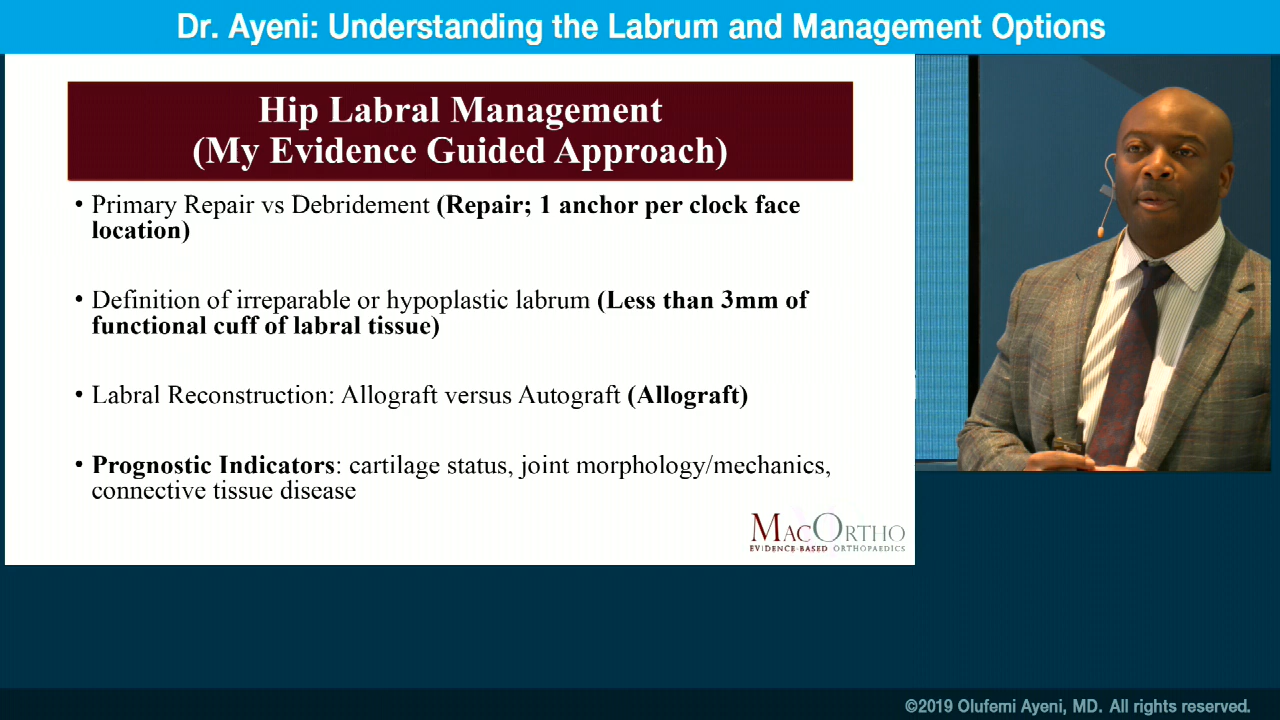 Dr. Ayeni: Understanding the Labrum and Management Options
Hip Labral Management
(My Evidence Guided Approach)
• Primary Repair vs Debridement (Repair; 1 anchor per clock face
location)
• Definition of irreparable or hypoplastic labrum (Less than 3mm of
functional cuff of labral tissue)
• Labral Reconstruction: Allograft versus Autograft (Allograft)
• Prognostic Indicators: cartilage status, joint morphology/mechanics,
connective tissue disease
MACORTHO
EVIDENCE-BASED ORTHOPAEDICS
©2019 Olufemi Ayeni, MD. All rights reserved.